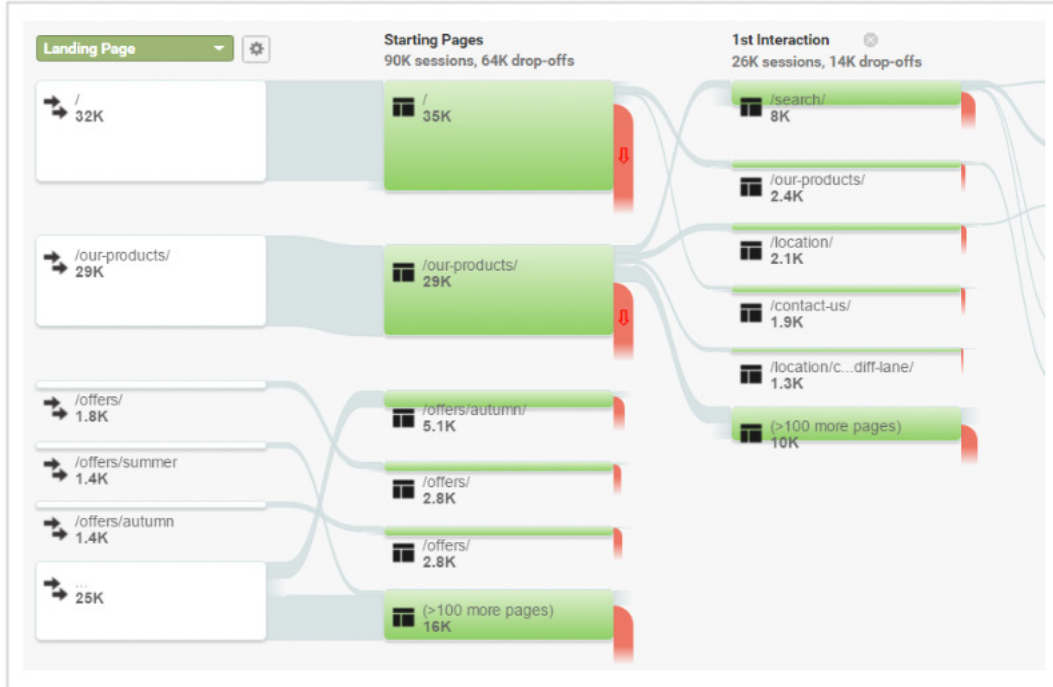 Landing Page
/
32K
/our-products/
29K
/offers/
1.8K
/offers/summer
1.4K
/offers/autumn
1.4K
...
25K
Starting Pages
90K sessions, 64K drop-offs
/
35K
/our-products/
29K
/offers/autumn/
5.1K
/offers/
2.8K
/offers/
2.8K
(>100 more pages)
16K
1st Interaction
26K sessions, 14K drop-offs
/search/
8K
/our-products/
2.4K
/location/
2.1K
/contact-us/
1.9K
/location/c...diff-lane/
1.3K
(>100 more pages)
10K